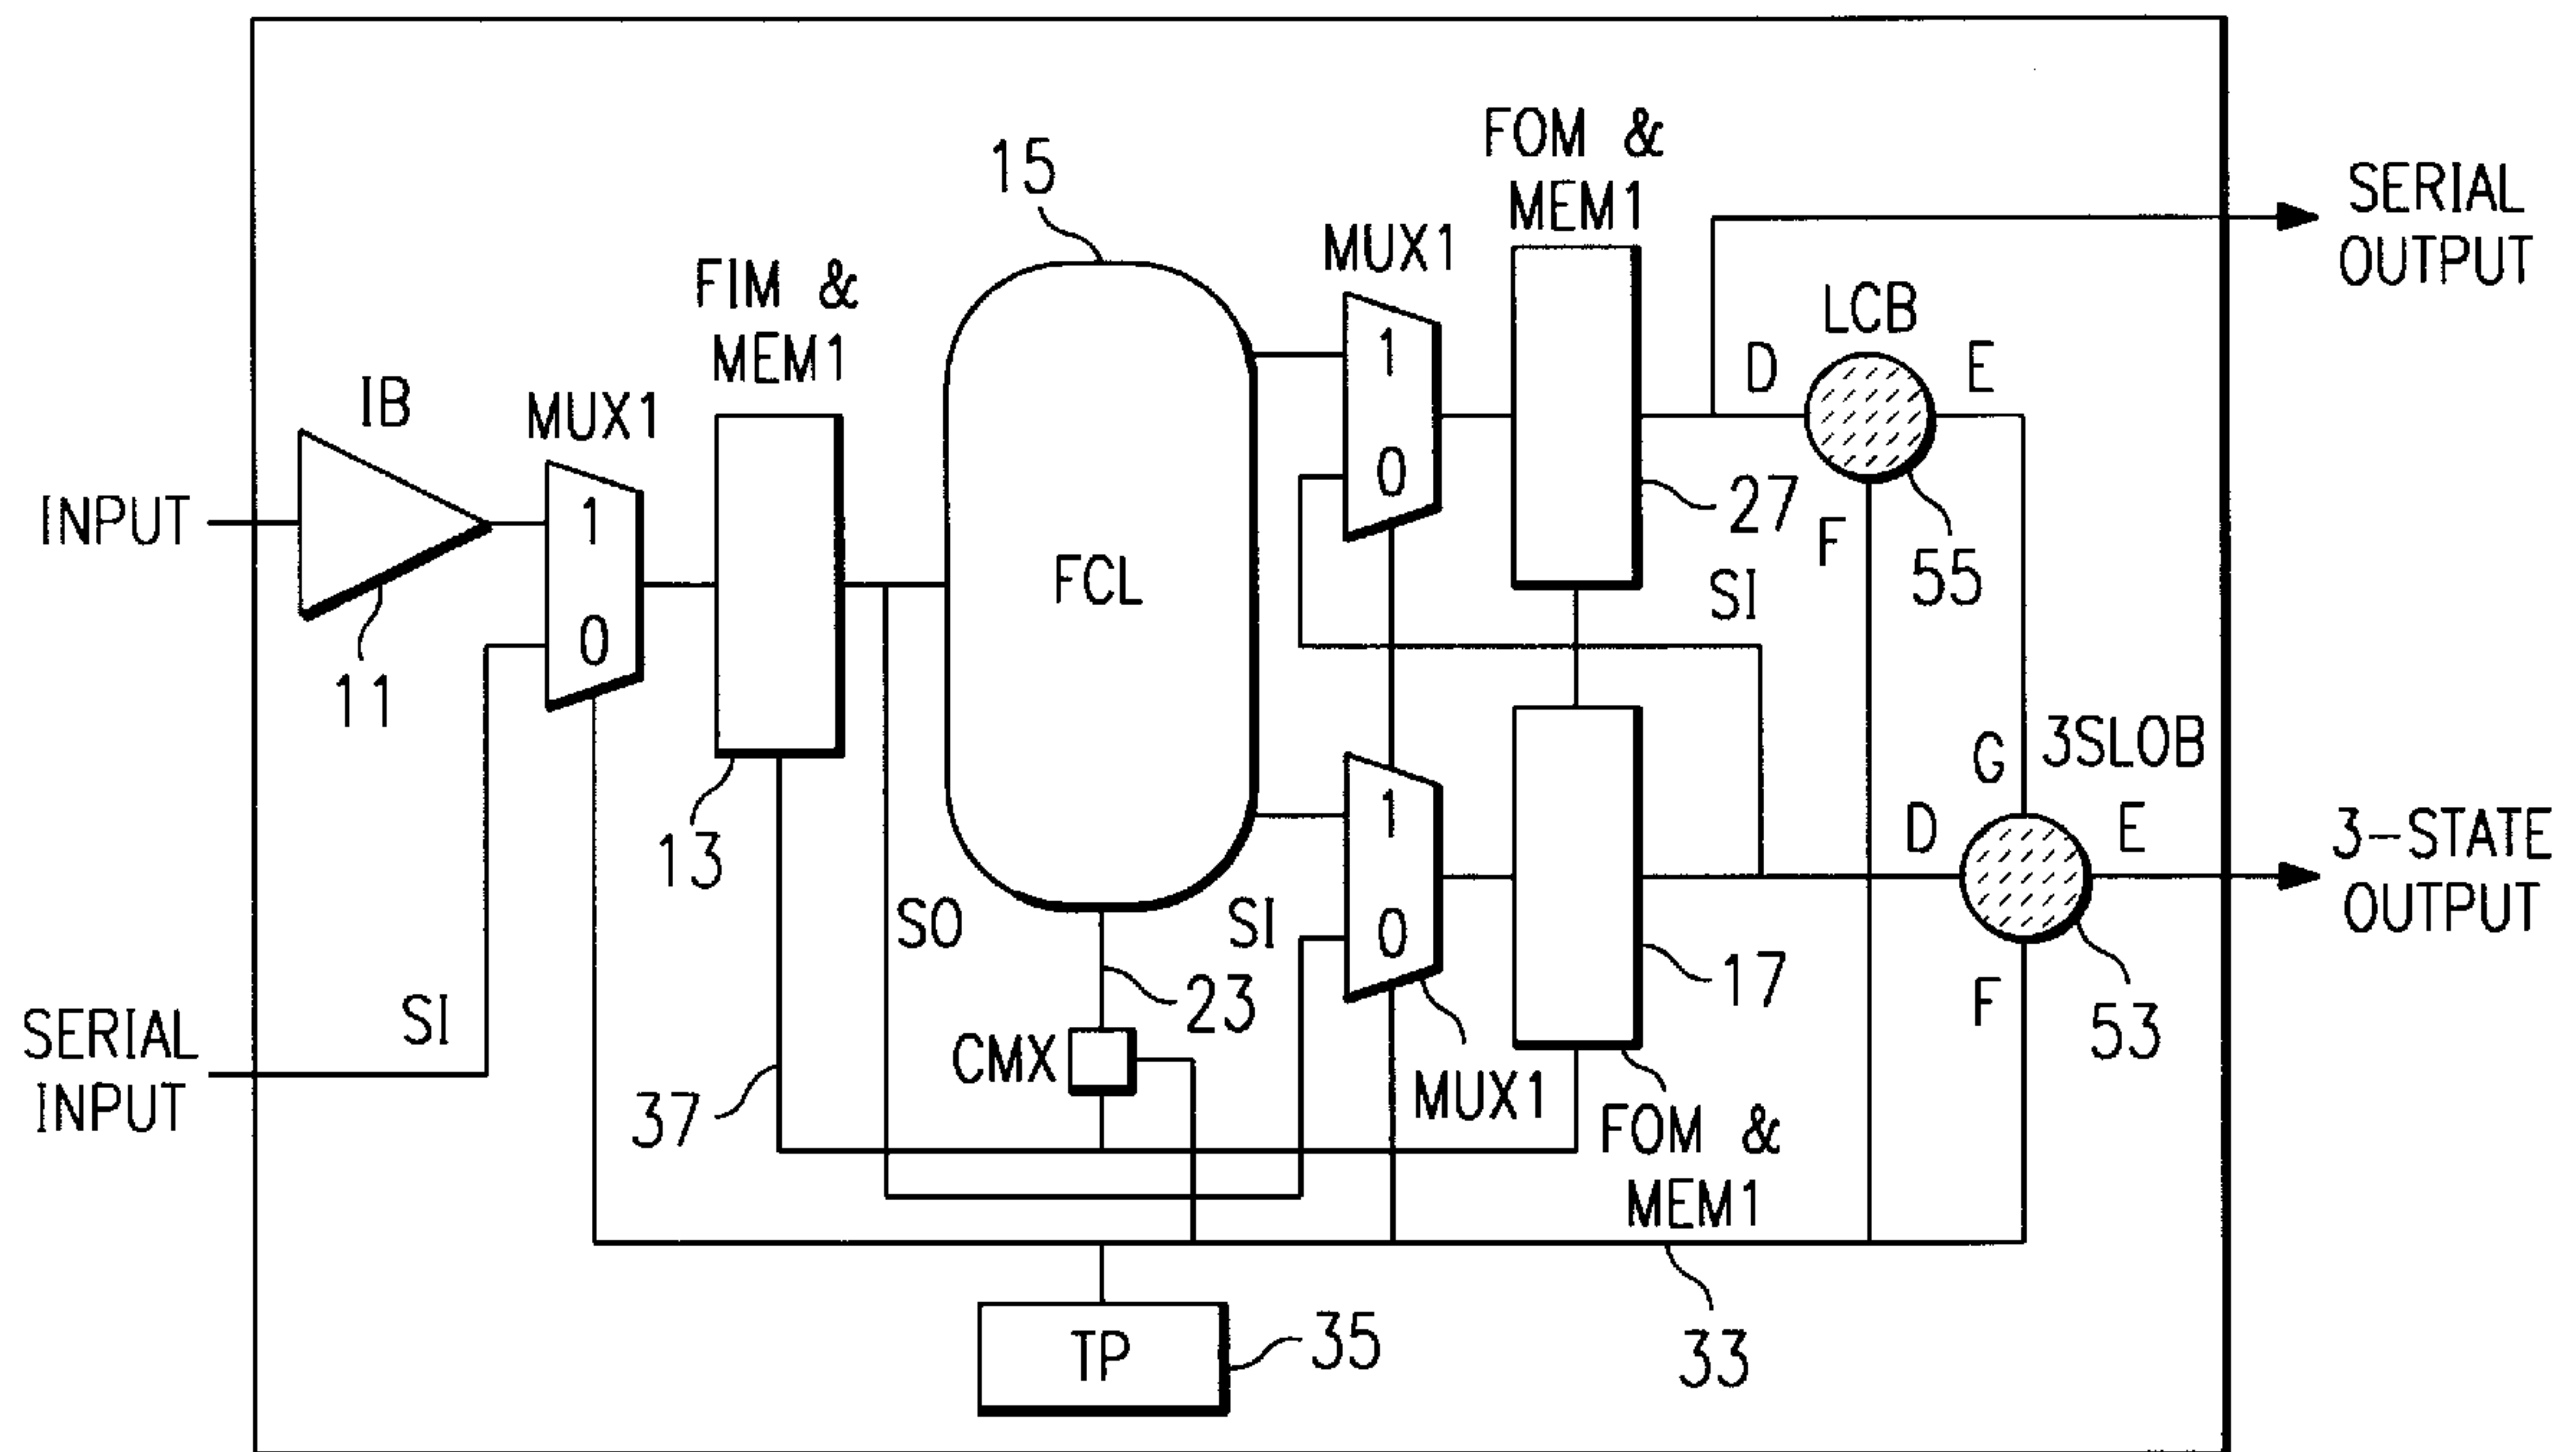 FOM &
MEM1
15
SERIAL
OUTPUT
MUX1
FIM &
MEM1
LCB
1
D
E
IB
MUX1
0
27
INPUT
1
F
55
FCL
SI
0
11
G
3SLOB
13
1
D
E
3-STATE
OUTPUT
SO
SI
0
17
F
53
SERIAL
INPUT
SI
23
CMX
37
MUX1
FOM &
MEM1
TP
35
33